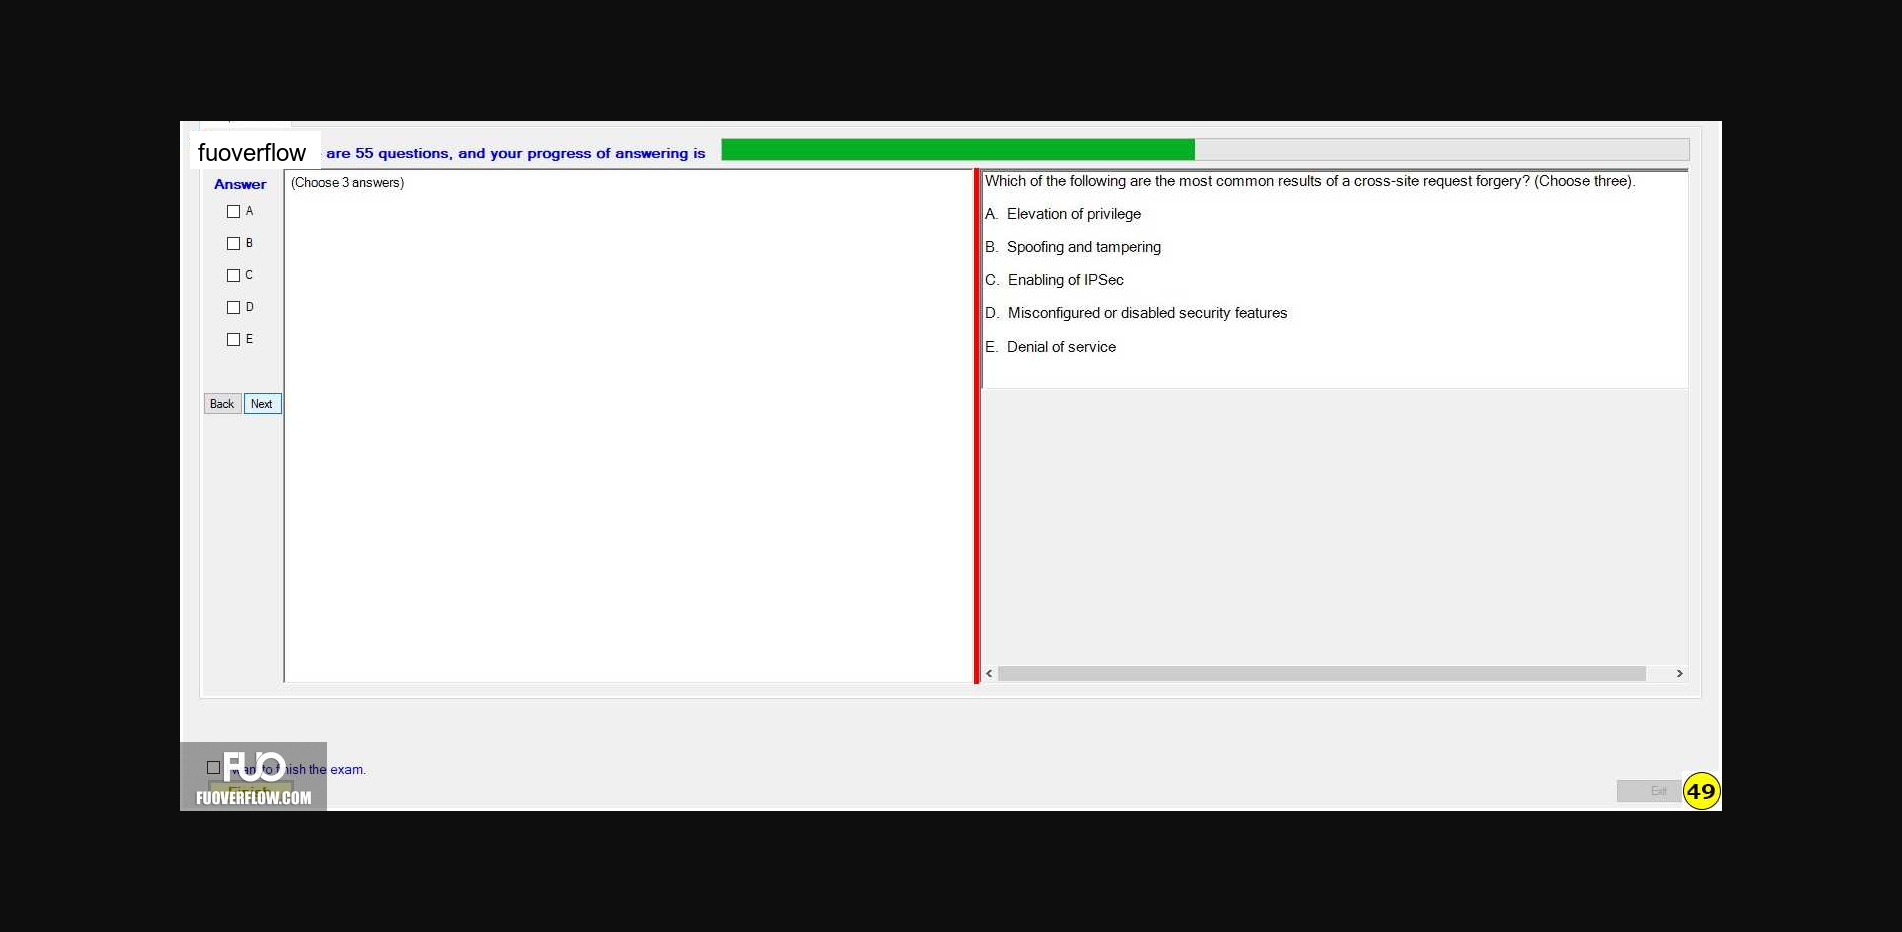 fuoverflow are 55 questions, and your progress of answering is
Answer
(Choose 3 answers)
A
B
C
D
E
Back Next
Which of the following are the most common results of a cross-site request forgery? (Choose three).
A. Elevation of privilege
B. Spoofing and tampering
C. Enabling of IPSec
D. Misconfigured or disabled security features
E. Denial of service
FUO
want to finish the exam.
Finish
FUOVERFLOW.COM
Exit
49